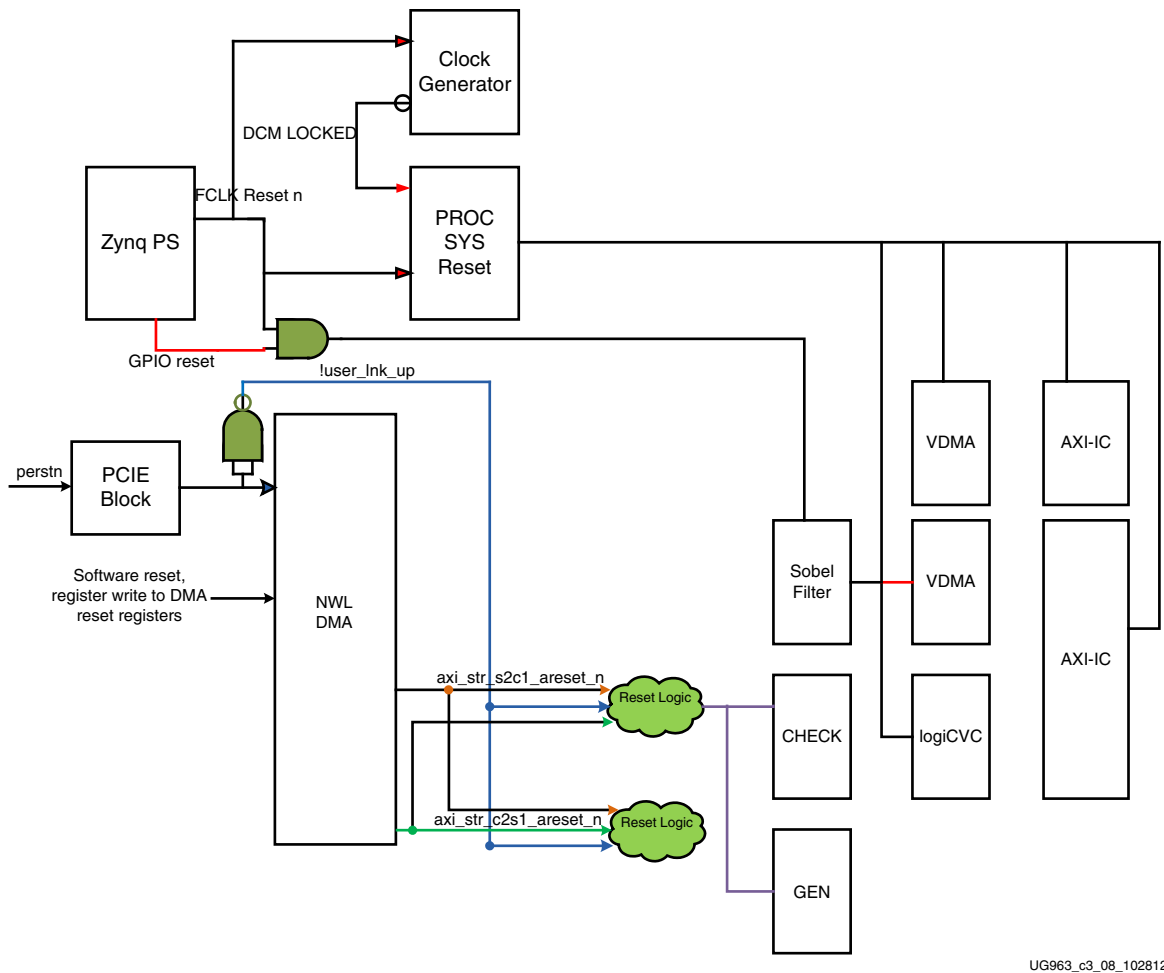 Clock
Generator
DCM LOCKED
FCLK Reset n
Zynq PS
PROC
SYS
Reset
GPIO reset
!user_lnk_up
perstn
PCIE
Block
VDMA
AXI-IC
Software reset,
register write to DMA
reset registers
NWL
DMA
Sobel
Filter
VDMA
AXI-IC
axi_str_s2c1_areset_n
Reset Logic
CHECK
logiCVC
axi_str_c2s1_areset_n
Reset Logic
GEN
UG963_c3_08_102812